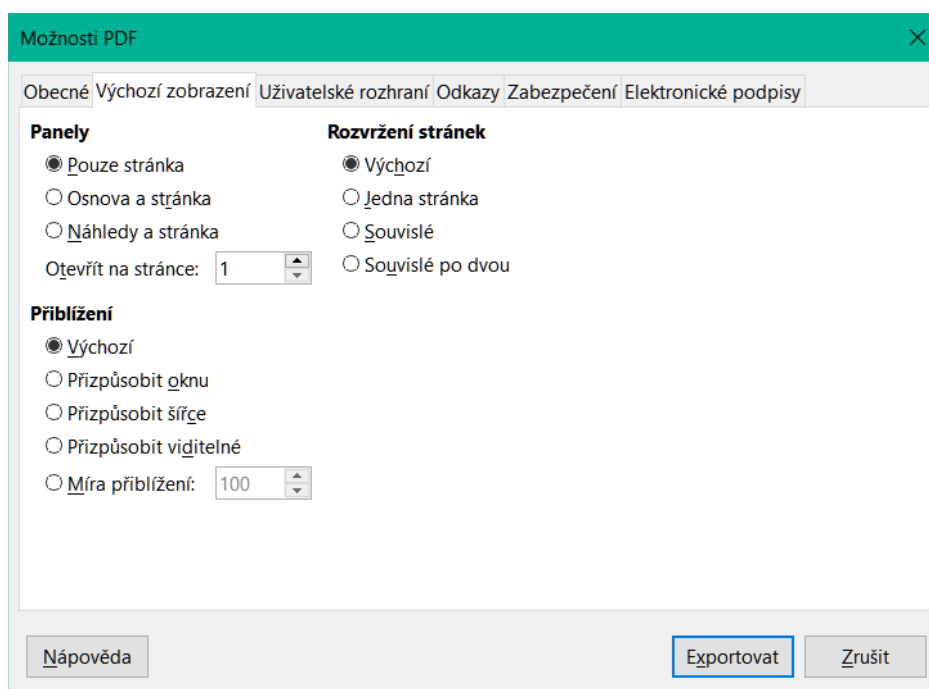 Možnosti PDF
Obecné Výchozí zobrazení Uživatelské rozhraní Odkazy Zabezpečení Elektronické podpisy
Panely
Pouze stránka
Osnova a stránka
Náhledy a stránka
Otevřít na stránce: 1
Rozvržení stránek
Výchozí
Jedna stránka
Souvislé
Souvislé po dvou
Přiblížení
Výchozí
Přizpůsobit oknu
Přizpůsobit šířce
Přizpůsobit viditelné
Míra přiblížení: 100
Nápověda Exportovat Zrušit